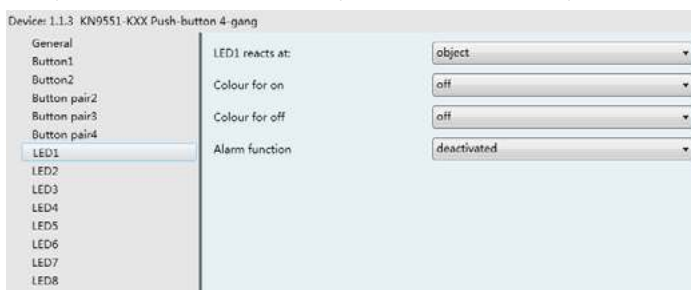 Device: 1.1.3 KN9551-KXX Push-button 4-gang
General
Button1
Button2
Button pair2
Button pair3
Button pair4
LED1
LED2
LED3
LED4
LED5
LED6
LED7
LED8
LED1 reacts at: object
Colour for on off
Colour for off off
Alarm function deactivated